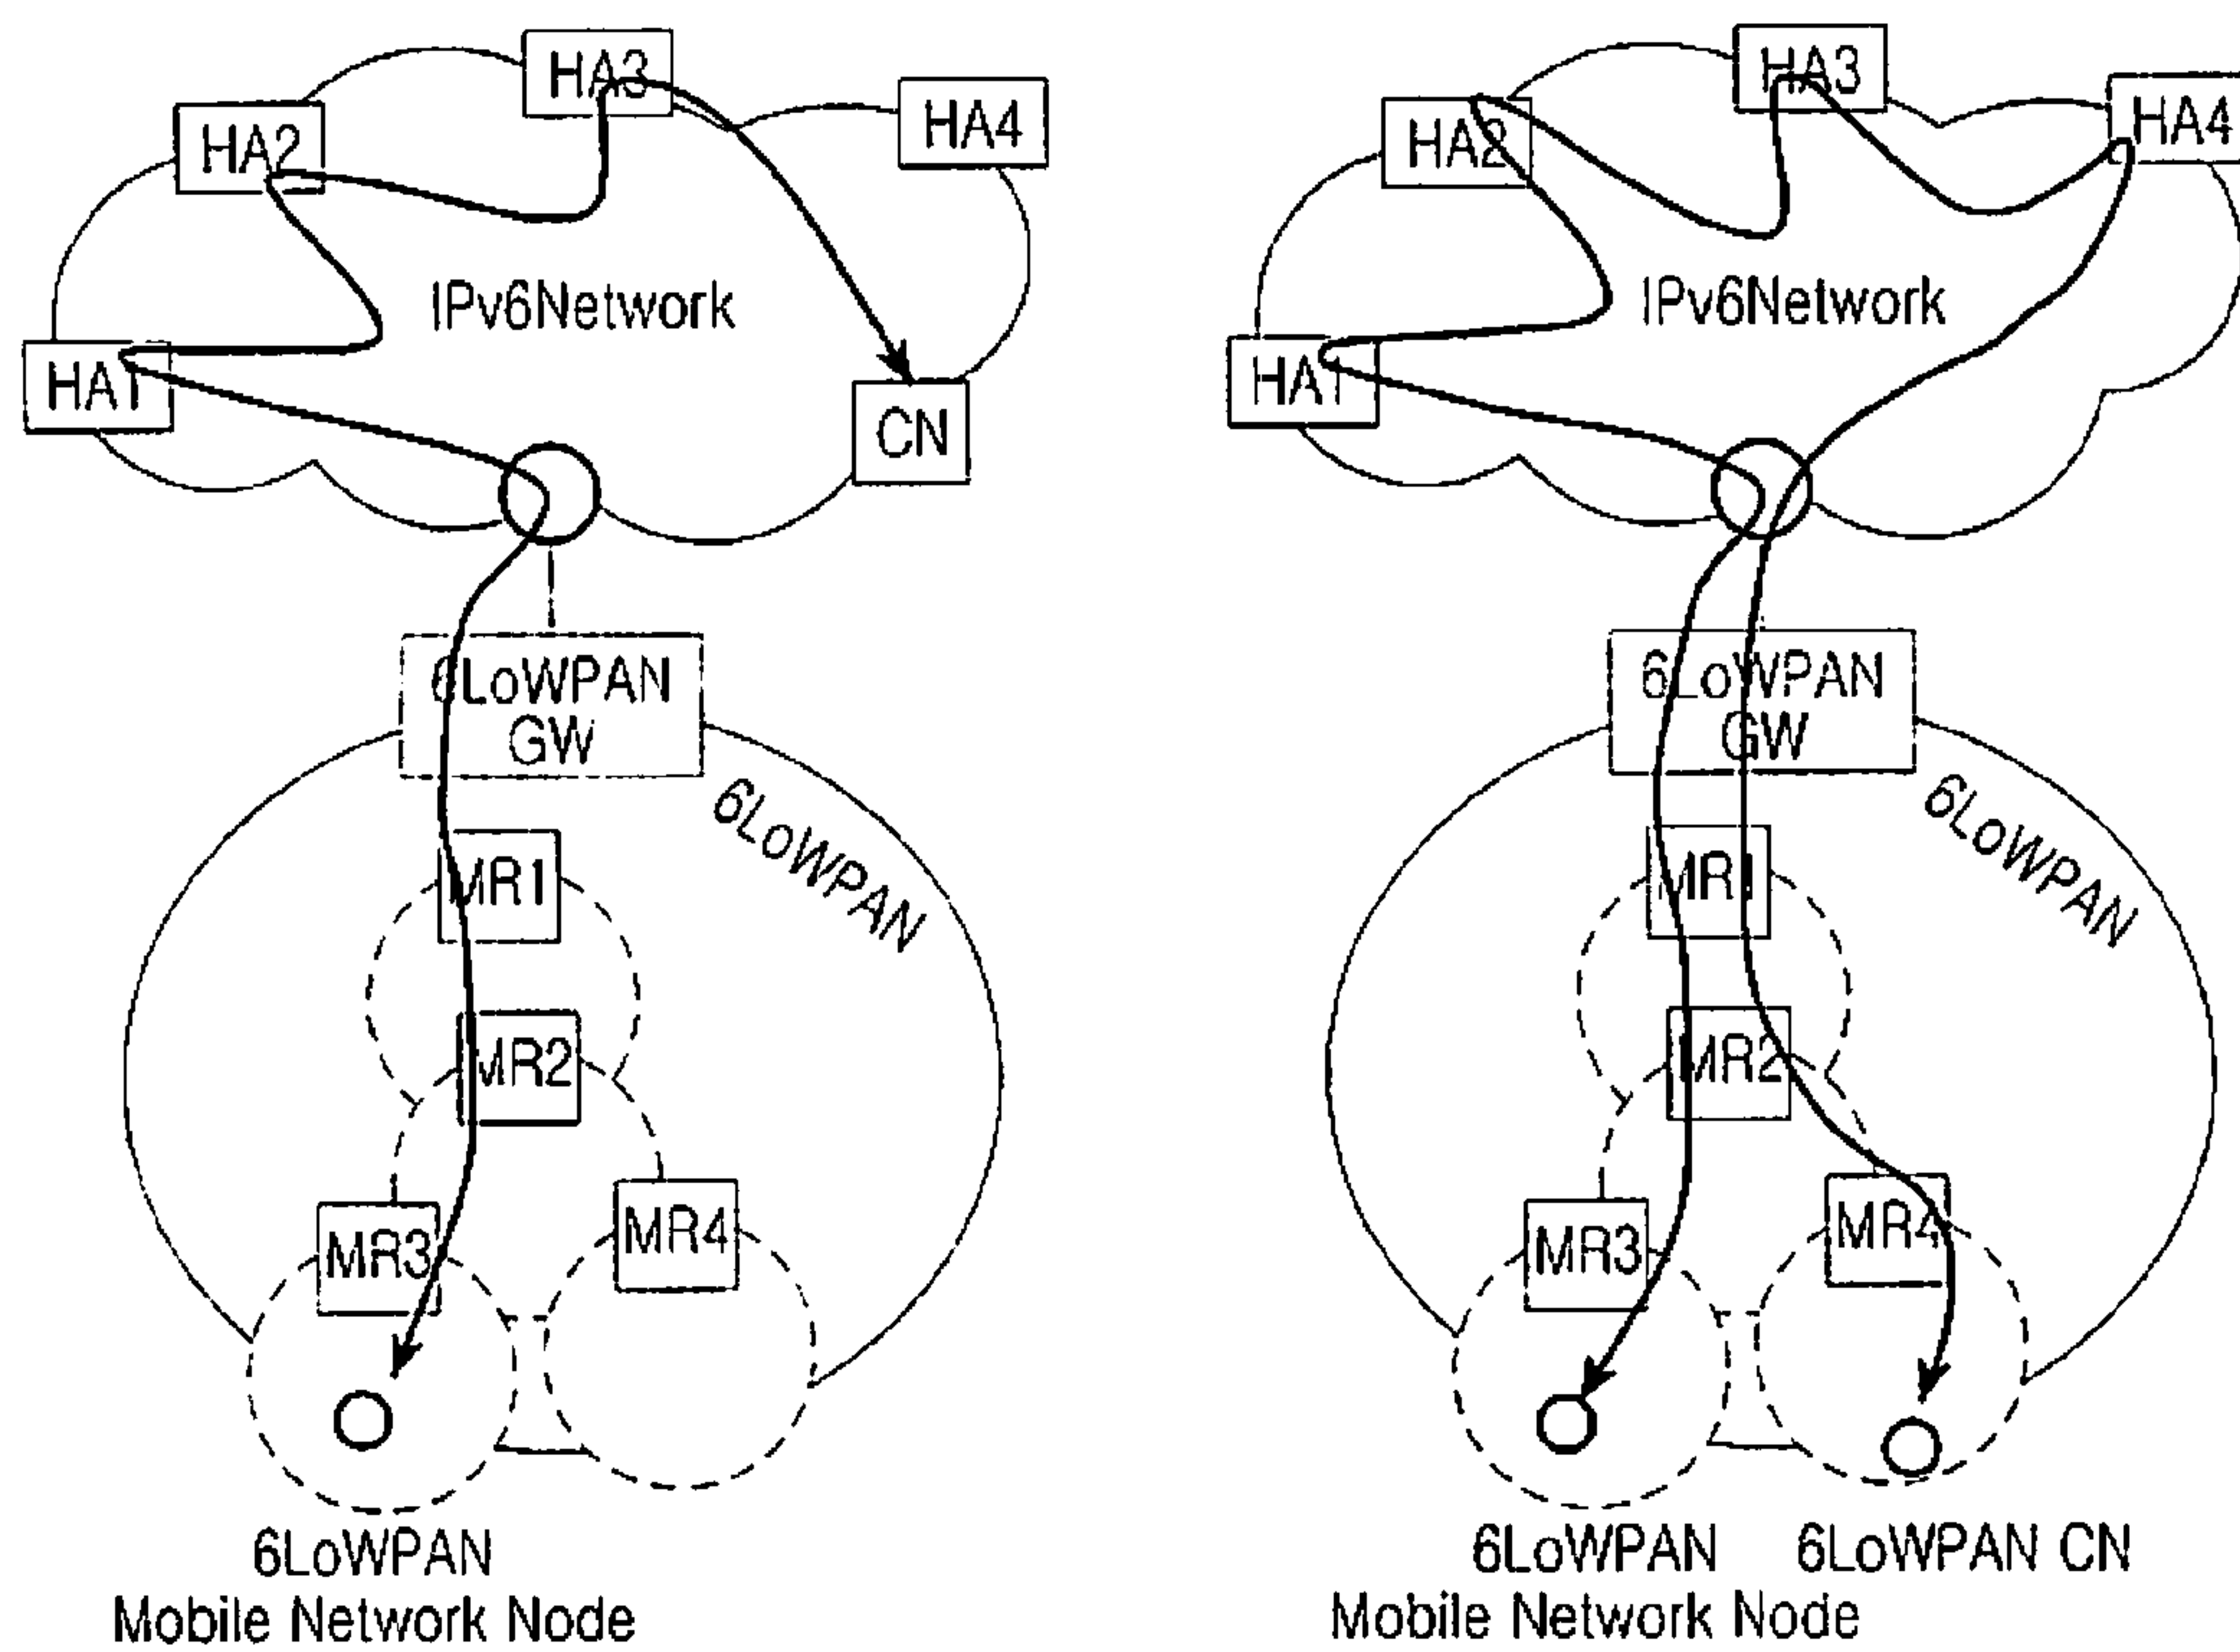 HA3
HA4
HA2
IPv6Network
HA1
CN
6LoWPAN
GW
6LoWPAN
MR1
MR2
MR3
MR4
6LoWPAN
Mobile Network Node
HA3
HA4
HA2
IPv6Network
HA1
6LoWPAN
GW
6LoWPAN
MR1
MR2
MR3
MR4
6LoWPAN
Mobile Network Node
6LoWPAN CN